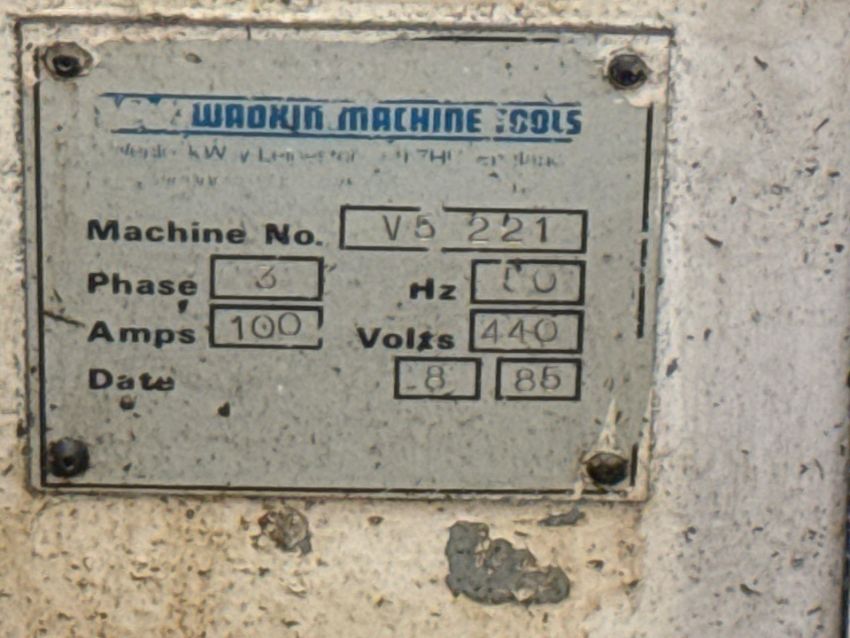 WADKIN MACHINE TOOLS
Machine No. V5 221
Phase 3 Hz
Amps 100 Volts 440
Date 8 85